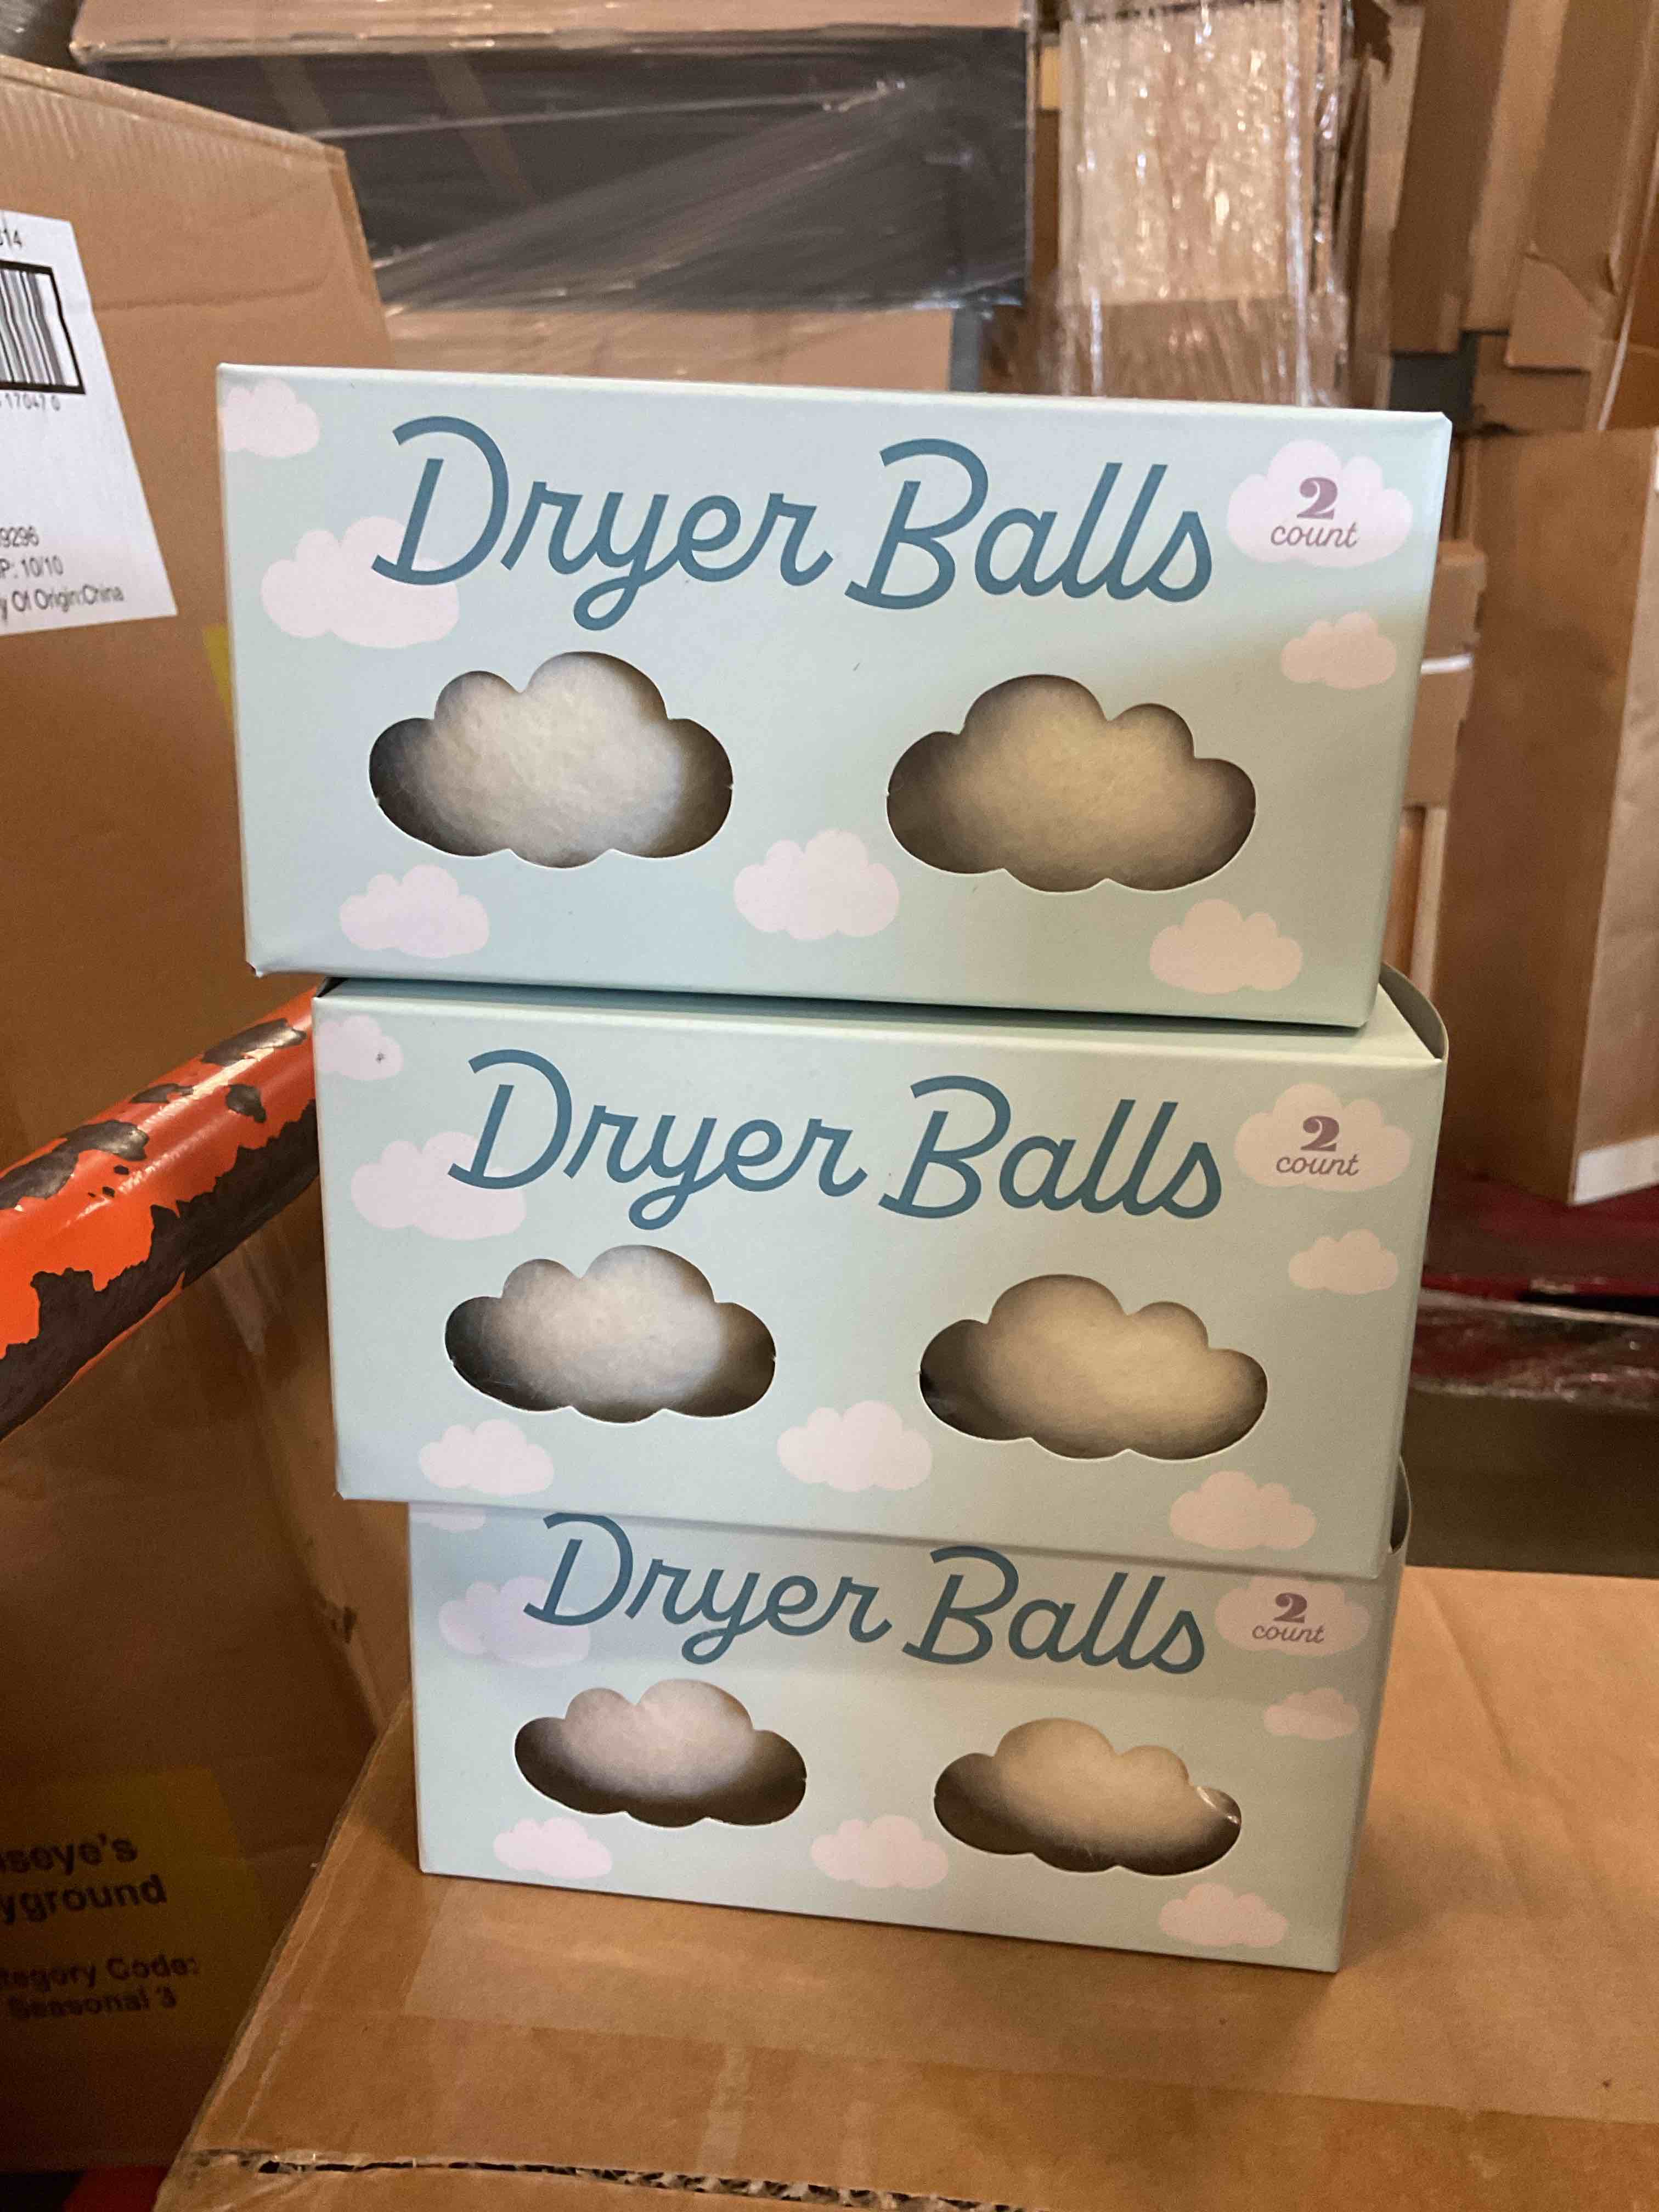 Dryer Balls
2
count
10/10
Of Origin:China
Dryer Balls
2
count
Dryer Balls
2
count
Code:
Seasonal 3